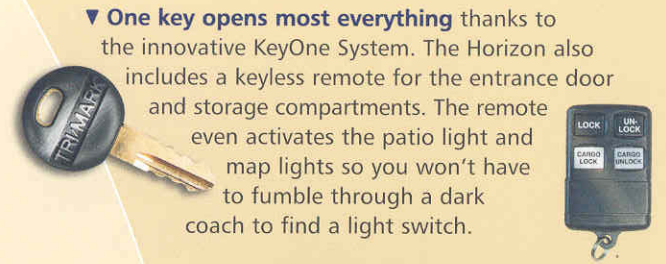 ▼ One key opens most everything thanks to
the innovative KeyOne System. The Horizon also
includes a keyless remote for the entrance door
and storage compartments. The remote
even activates the patio light and
map lights so you won't have
to fumble through a dark
coach to find a light switch.
TRI/MARK
LOCK
UN-
LOCK
CARGO
LOCK
CARGO
UNLOCK